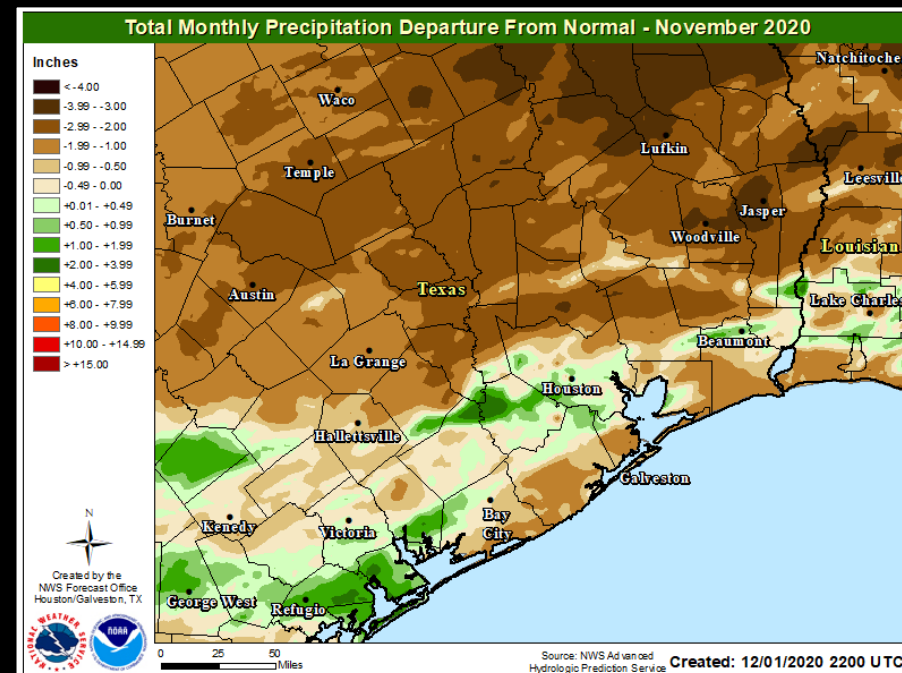 Total Monthly Precipitation Departure From Normal - November 2020
Inches
< -4.00
-3.99 - -3.00
-2.99 - -2.00
-1.99 - -1.00
-0.99 - -0.50
-0.49 - 0.00
+0.01 - +0.49
+0.50 - +0.99
+1.00 - +1.99
+2.00 - +3.99
+4.00 - +5.99
+6.00 - +7.99
+8.00 - +9.99
+10.00 - +14.99
> +15.00
Natchitoche
Waco
Lufkin
Temple
Leesville
Jasper
Burnet
Woodville
Louisian
Texas
Austin
Lake Charles
Beaumont
La Grange
Houston
Hallettsville
Galveston
Bay
City
Kenedy
Victoria
George West
Refugio
N
Created by the
NWS Forecast Office
Houston/Galveston, TX
NATIONAL WEATHER SERVICE
NOAA
0 25 50
Miles
Source: NWS Advanced
Hydrologic Prediction Service
Created: 12/01/2020 2200 UTC